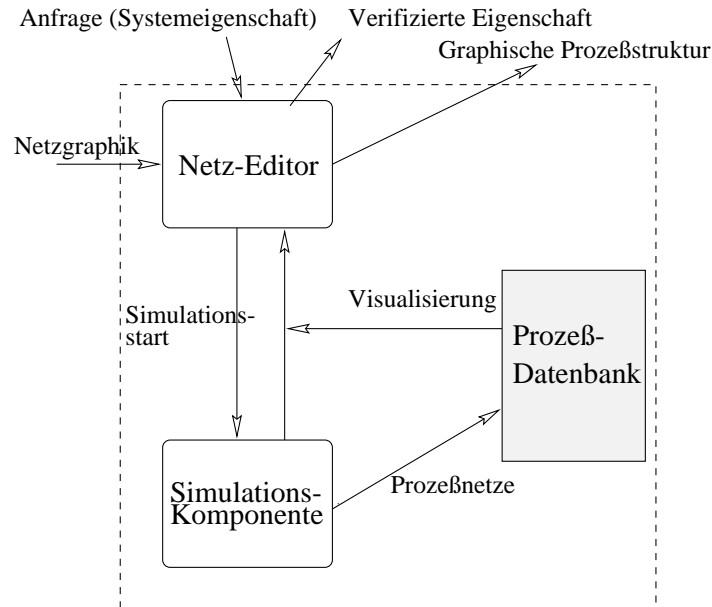 Anfrage (Systemeigenschaft)
Verifizierte Eigenschaft
Graphische Prozeßstruktur
Netzgraphik
Netz-Editor
Simulations-
start
Visualisierung
Prozeß-
Datenbank
Simulations-
Komponente
Prozeßnetze